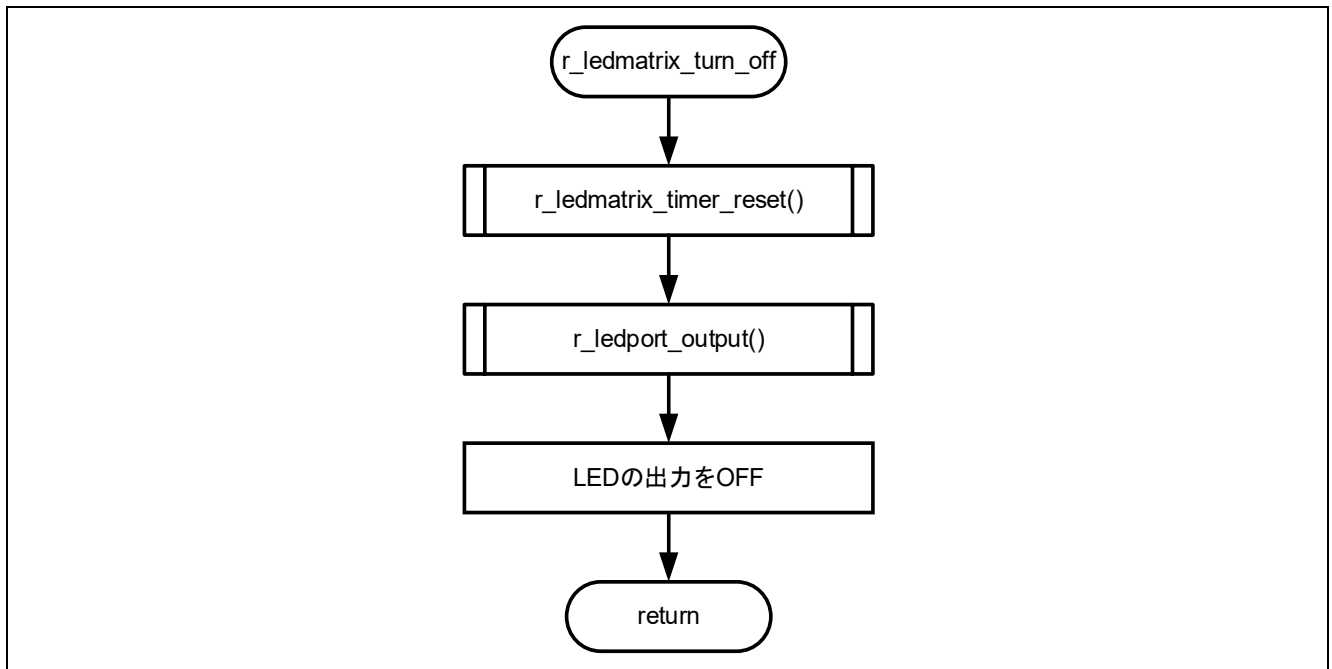 r_ledmatrix_turn_off
r_ledmatrix_timer_reset()
r_ledport_output()
LEDの出力をOFF
return